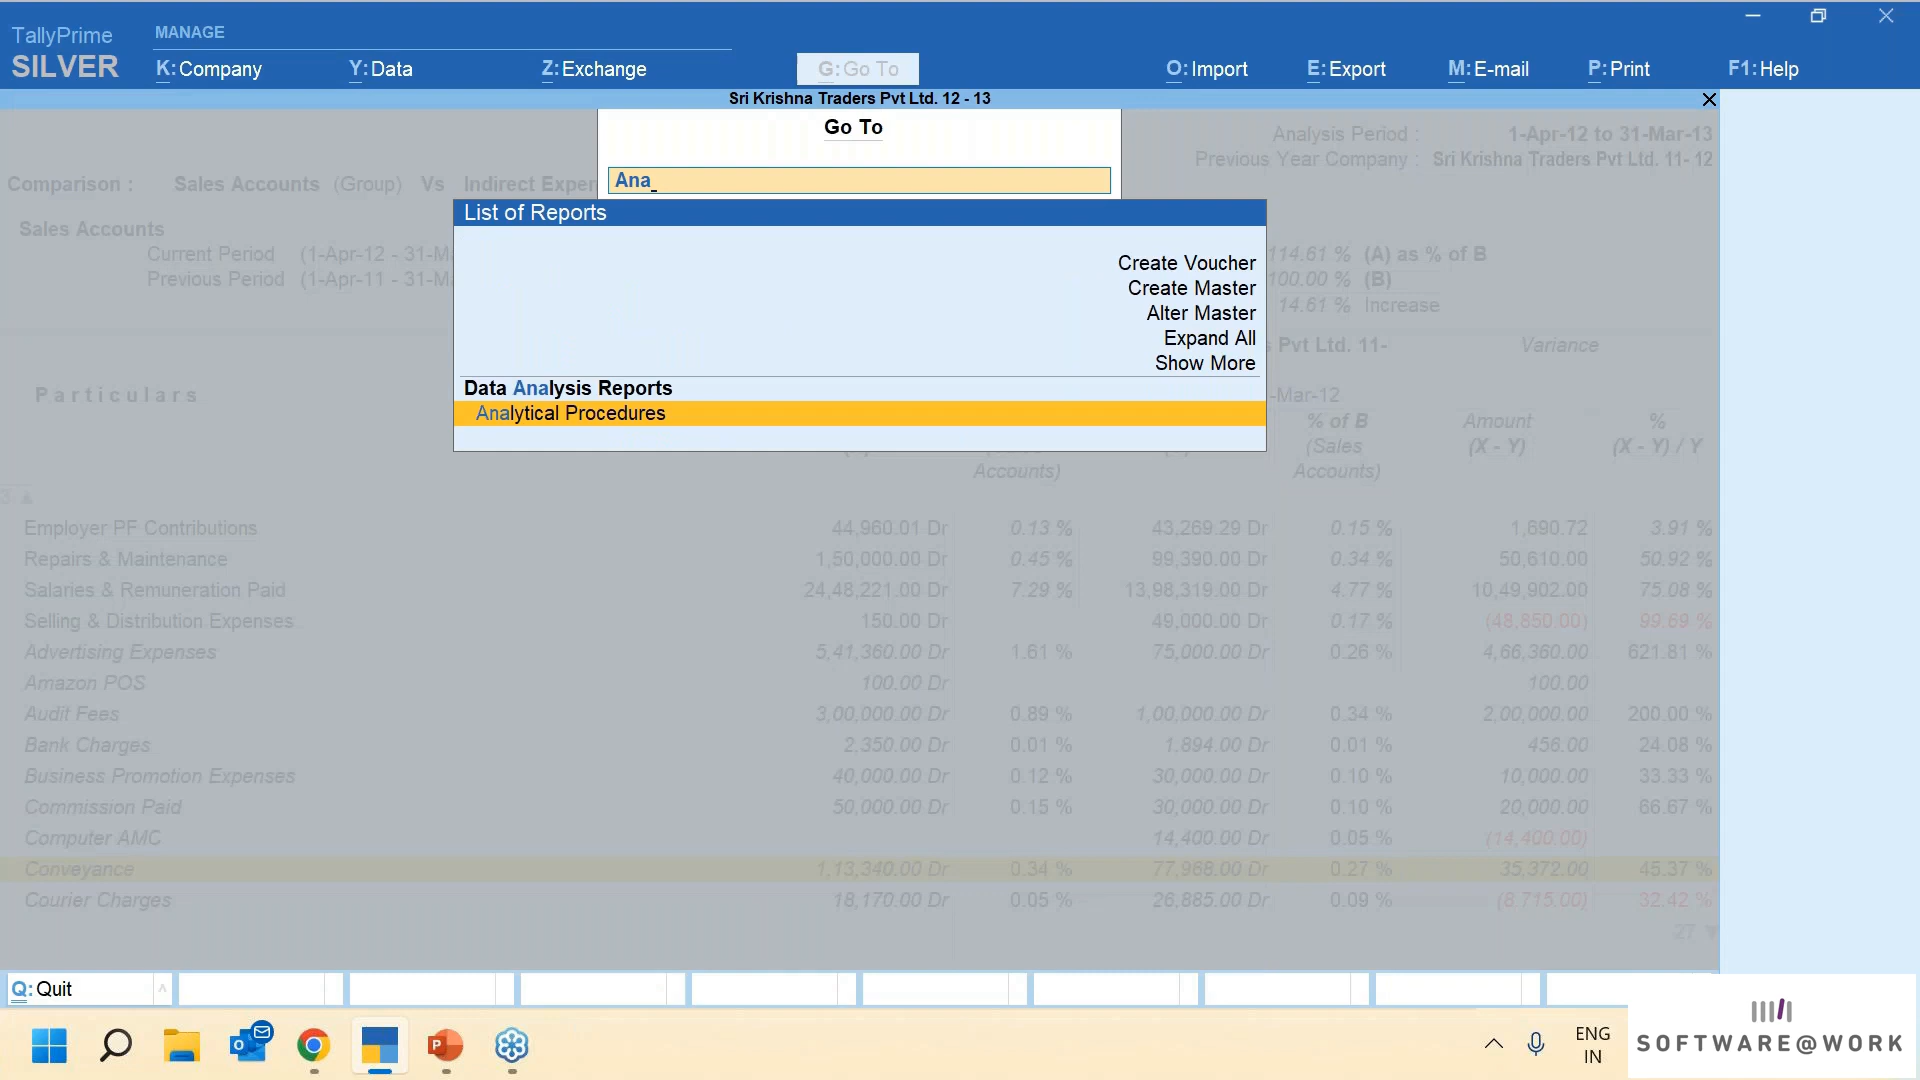 TallyPrime
SILVER
MANAGE
K:Company
Y:Data
Z:Exchange
G:Go To
O:Import
E:Export
M:E-mail
P:Print
F1:Help
Sri Krishna Traders Pvt Ltd. 12 - 13
Go To
Ana
Analysis Period : 1-Apr-12 to 31-Mar-13
Previous Year Company : Sri Krishna Traders Pvt Ltd. 11- 12
Comparison : Sales Accounts (Group) Vs Indirect Expen
List of Reports
Create Voucher
Create Master
Alter Master
Expand All
Show More
Data Analysis Reports
Analytical Procedures
Sales Accounts
Current Period (1-Apr-12 - 31-Ma 114.61 % (A) as % of B
Previous Period (1-Apr-11 - 31-Ma 100.00 % (B)
14.61 % Increase
Pvt Ltd. 11- Variance
Particulars -Mar-12
% of B Amount %
(Sales (X - Y) (X - Y) / Y
Accounts) Accounts)
Employer PF Contributions 44,960.01 Dr 0.13 % 43,269.29 Dr 0.15 % 1,690.72 3.91 %
Repairs & Maintenance 1,50,000.00 Dr 0.45 % 99,390.00 Dr 0.34 % 50,610.00 50.92 %
Salaries & Remuneration Paid 24,48,221.00 Dr 7.29 % 13,98,319.00 Dr 4.77 % 10,49,902.00 75.08 %
Selling & Distribution Expenses 150.00 Dr 49,000.00 Dr 0.17 % (48,850.00) 99.69 %
Advertising Expenses 5,41,360.00 Dr 1.61 % 75,000.00 Dr 0.26 % 4,66,360.00 621.81 %
Amazon POS 100.00 Dr 100.00
Audit Fees 3,00,000.00 Dr 0.89 % 1,00,000.00 Dr 0.34 % 2,00,000.00 200.00 %
Bank Charges 2,350.00 Dr 0.01 % 1,894.00 Dr 0.01 % 456.00 24.08 %
Business Promotion Expenses 40,000.00 Dr 0.12 % 30,000.00 Dr 0.10 % 10,000.00 33.33 %
Commission Paid 50,000.00 Dr 0.15 % 30,000.00 Dr 0.10 % 20,000.00 66.67 %
Computer AMC 14,400.00 Dr 0.05 % (14,400.00)
Conveyance 1,13,340.00 Dr 0.34 % 77,968.00 Dr 0.27 % 35,372.00 45.37 %
Courier Charges 18,170.00 Dr 0.05 % 26,885.00 Dr 0.09 % (8,715.00) 32.42 %
27
Q:Quit
ENG
IN
SOFTWARE@WORK